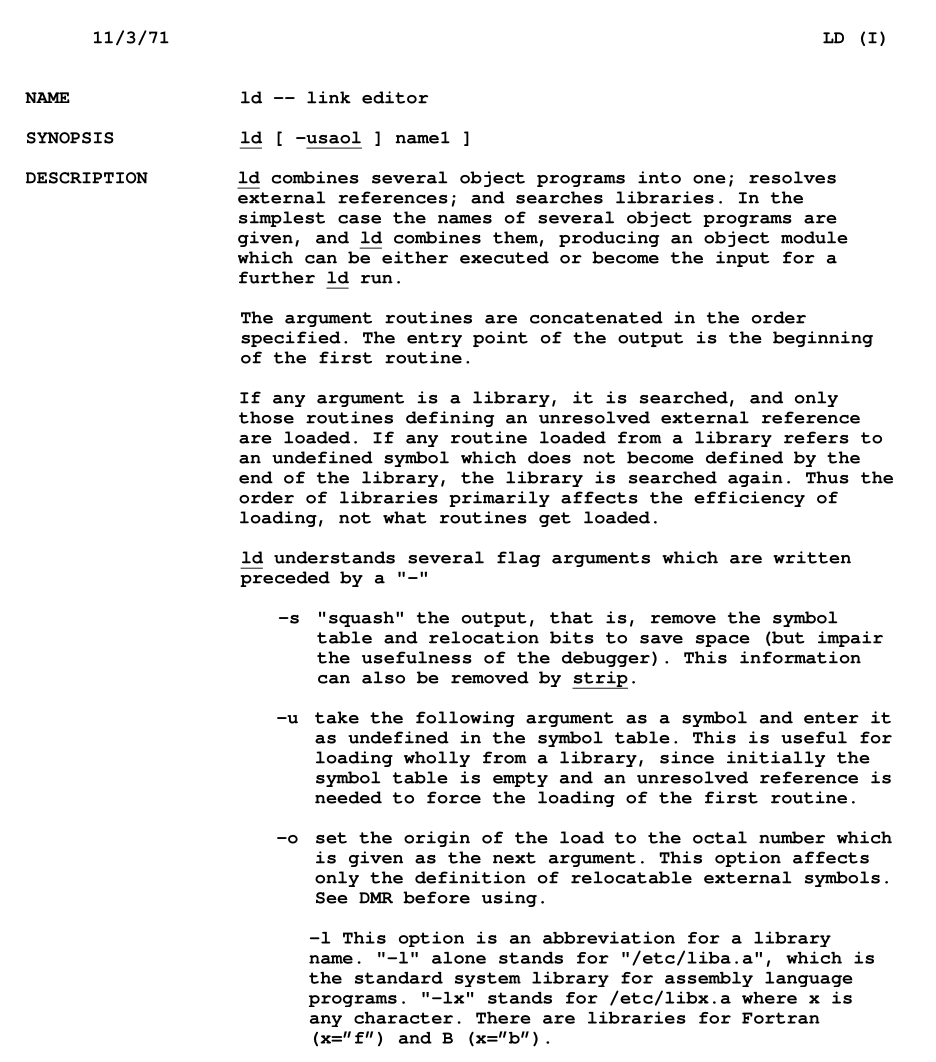 11/3/71 LD (I)
NAME ld -- link editor
SYNOPSIS ld [ -usaol ] name1 ]
DESCRIPTION ld combines several object programs into one; resolves
external references; and searches libraries. In the
simplest case the names of several object programs are
given, and ld combines them, producing an object module
which can be either executed or become the input for a
further ld run.
The argument routines are concatenated in the order
specified. The entry point of the output is the beginning
of the first routine.
If any argument is a library, it is searched, and only
those routines defining an unresolved external reference
are loaded. If any routine loaded from a library refers to
an undefined symbol which does not become defined by the
end of the library, the library is searched again. Thus the
order of libraries primarily affects the efficiency of
loading, not what routines get loaded.
ld understands several flag arguments which are written
preceded by a "-"
-s "squash" the output, that is, remove the symbol
table and relocation bits to save space (but impair
the usefulness of the debugger). This information
can also be removed by strip.
-u take the following argument as a symbol and enter it
as undefined in the symbol table. This is useful for
loading wholly from a library, since initially the
symbol table is empty and an unresolved reference is
needed to force the loading of the first routine.
-o set the origin of the load to the octal number which
is given as the next argument. This option affects
only the definition of relocatable external symbols.
See DMR before using.
-l This option is an abbreviation for a library
name. "-l" alone stands for "/etc/liba.a", which is
the standard system library for assembly language
programs. "-lx" stands for /etc/libx.a where x is
any character. There are libraries for Fortran
(x="f") and B (x="b").